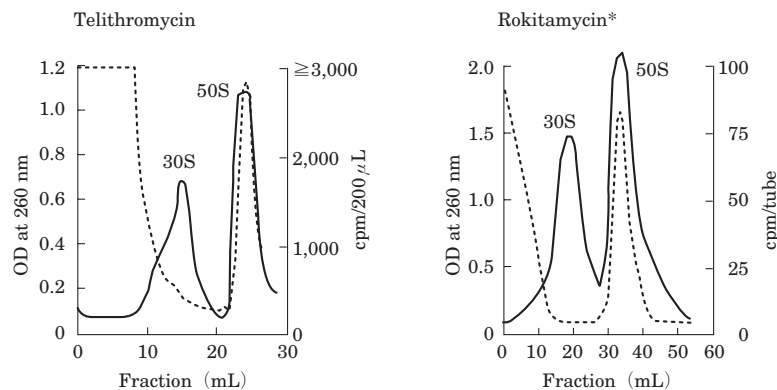 Telithromycin
1.2
1.0
0.8
0.6
0.4
0.2
0
OD at 260 nm
30S
50S
≧3,000
2,000
1,000
0
cpm/200μL
0 10 20 30
Fraction (mL)
Rokitamycin*
2.0
1.5
1.0
0.5
0
OD at 260 nm
30S
50S
100
75
50
25
0
cpm/tube
0 10 20 30 40 50 60
Fraction (mL)